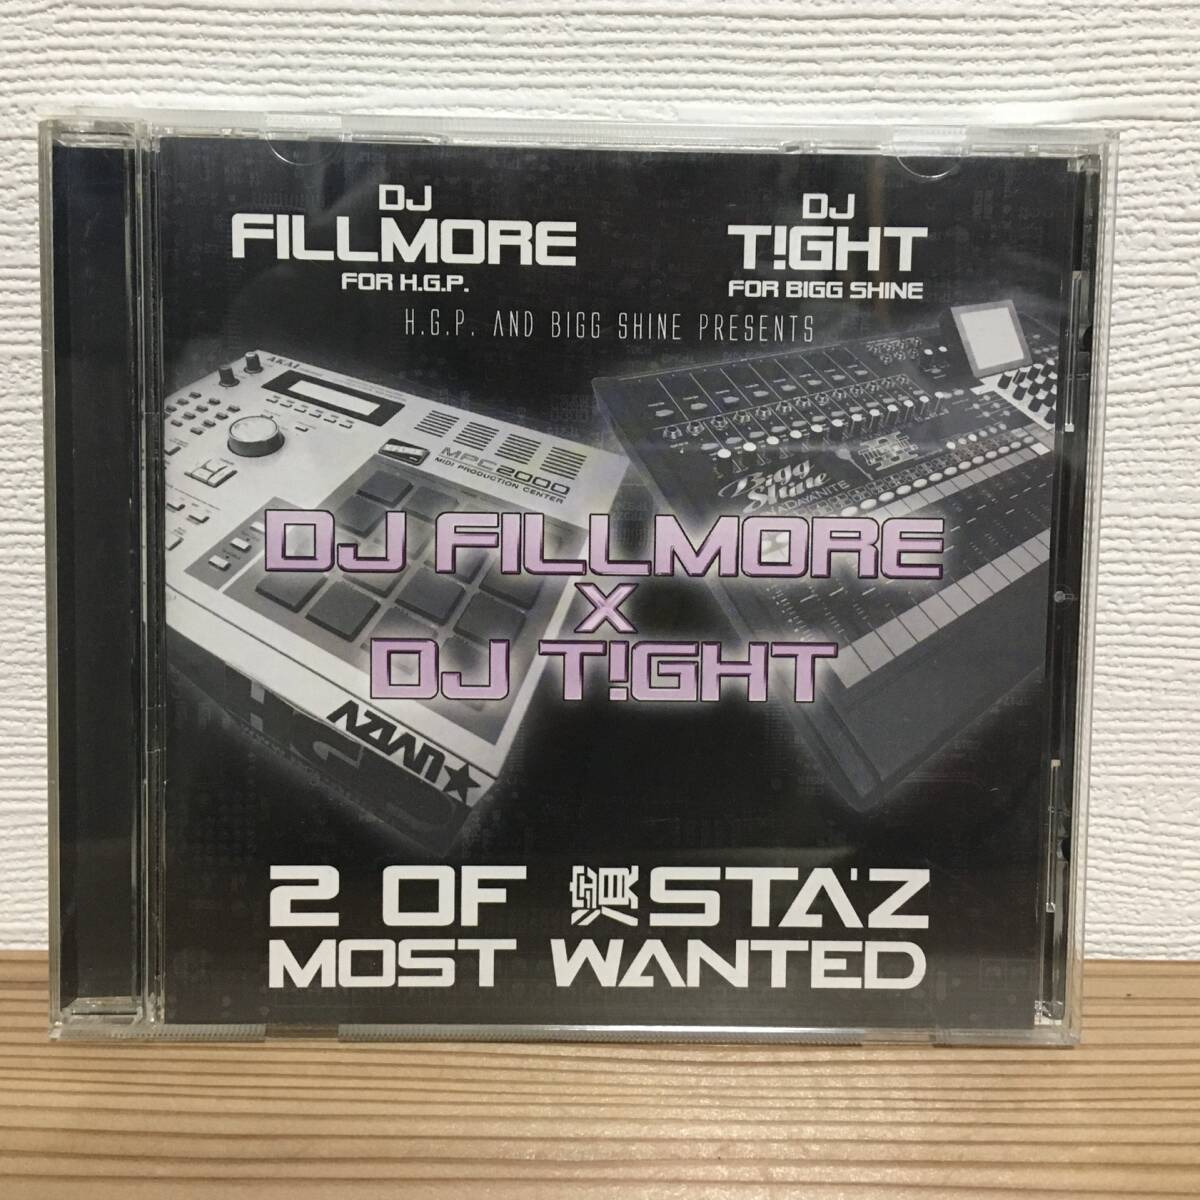 DJ
FILLMORE
FOR H.G.P.
DJ
T!GHT
FOR BIGG SHINE
H.G.P. AND BIGG SHINE PRESENTS
AKAI
MPC2000
MIDI PRODUCTION CENTER
Bigg
Shine
DJ FILLMORE
X
DJ T!GHT
2 OF 濵STA'Z
MOST WANTED